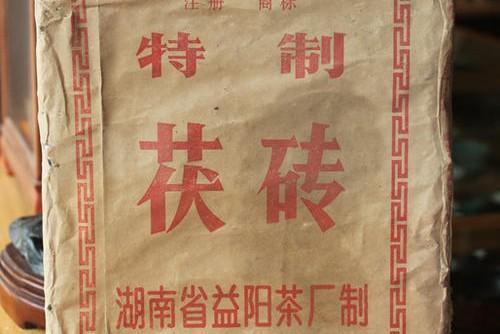 注册 商标
特制
茯砖
湖南省益阳茶厂制